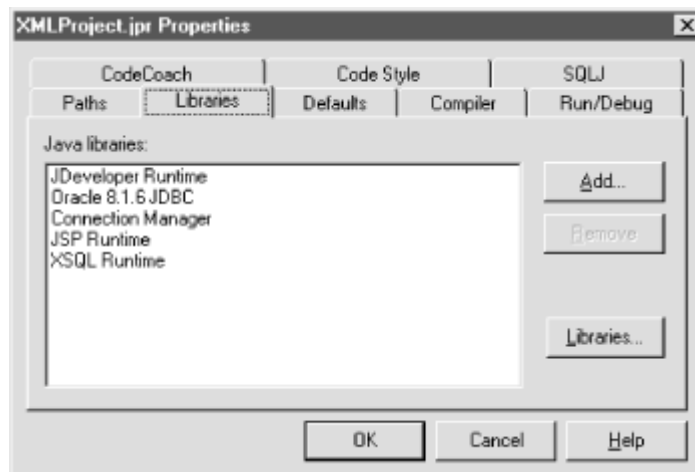 XMLProject.jpr Properties
CodeCoach Code Style SQLJ
Paths Libraries Defaults Compiler Run/Debug
Java libraries:
JDeveloper Runtime
Oracle 8.1.6 JDBC
Connection Manager
JSP Runtime
XSQL Runtime
Add...
Remove
Libraries...
OK Cancel Help